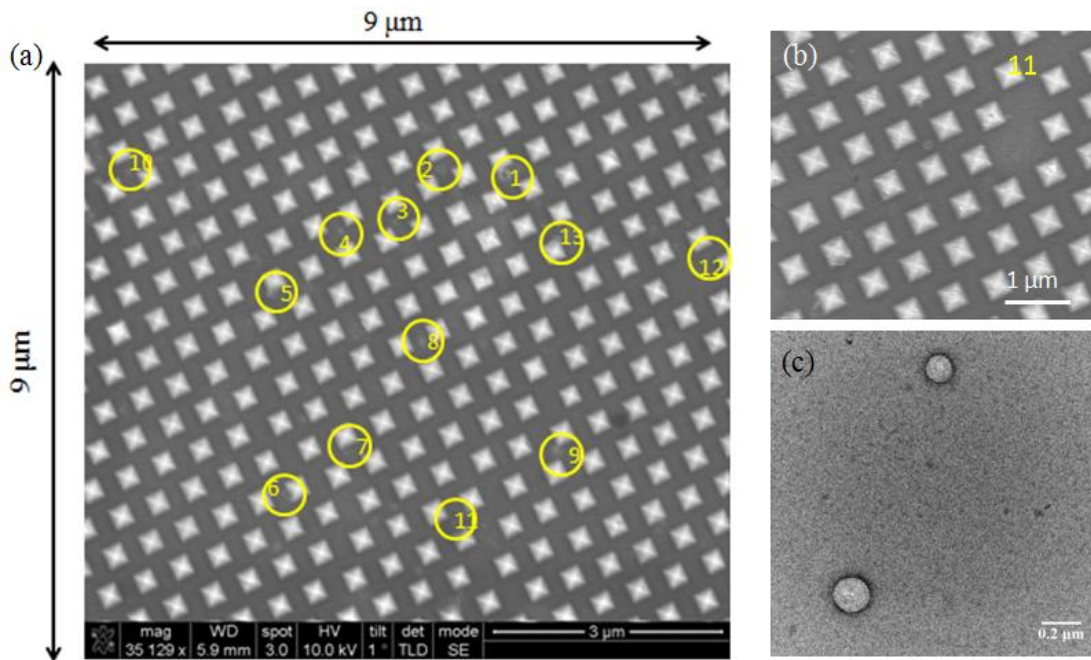 9 µm
(a)
9 µm
10
2
1
3
4
13
12
5
8
7
9
6
11
mag WD spot HV tilt det mode
35 129 x 5.9 mm 3.0 10.0 kV 1 ° TLD SE
3 µm
(b)
11
1 µm
(c)
0.2 µm